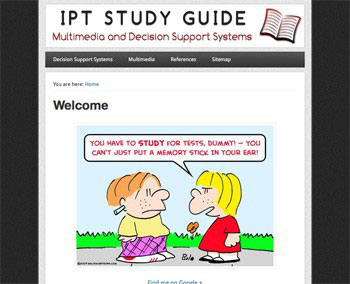 IPT STUDY GUIDE
Multimedia and Decision Support Systems
Decision Support Systems Multimedia References Sitemap
You are here: Home
Welcome
YOU HAVE TO STUDY FOR TESTS, DUMMY! – YOU
CAN'T JUST PUT A MEMORY STICK IN YOUR EAR!
Find me on Google +